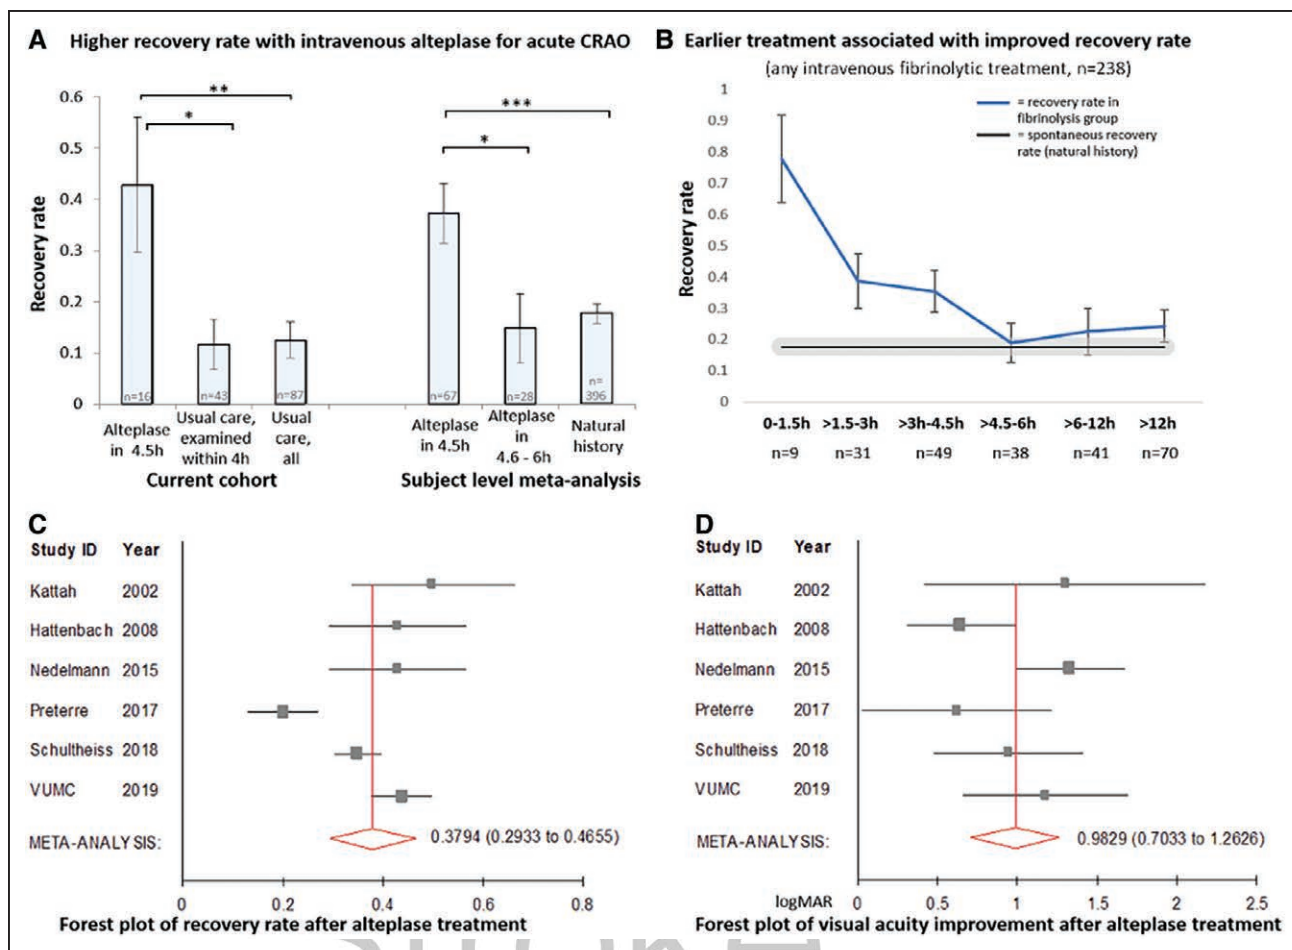 A Higher recovery rate with intravenous alteplase for acute CRAO
Recovery rate
0.6
0.5
0.4
0.3
0.2
0.1
0
**
*
***
*
n=16
n=43
n=87
n=67
n=28
n=
396
Alteplase
in 4.5h
Usual care,
examined
within 4h
Usual
care,
all
Alteplase
in 4.5h
Alteplase
in
4.6 - 6h
Natural
history
Current cohort
Subject level meta-analysis
B Earlier treatment associated with improved recovery rate
(any intravenous fibrinolytic treatment, n=238)
Recovery rate
1
0.9
0.8
0.7
0.6
0.5
0.4
0.3
0.2
0.1
0
= recovery rate in
fibrinolysis group
= spontaneous recovery
rate (natural history)
0-1.5h >1.5-3h >3h-4.5h >4.5-6h >6-12h >12h
n=9 n=31 n=49 n=38 n=41 n=70
C
Study ID Year
Kattah 2002
Hattenbach 2008
Nedelmann 2015
Preterre 2017
Schultheiss 2018
VUMC 2019
META-ANALYSIS: 0.3794 (0.2933 to 0.4655)
0 0.2 0.4 0.6 0.8
Forest plot of recovery rate after alteplase treatment
D
Study ID Year
Kattah 2002
Hattenbach 2008
Nedelmann 2015
Preterre 2017
Schultheiss 2018
VUMC 2019
META-ANALYSIS: 0.9829 (0.7033 to 1.2626)
logMAR 0 0.5 1 1.5 2 2.5
Forest plot of visual acuity improvement after alteplase treatment